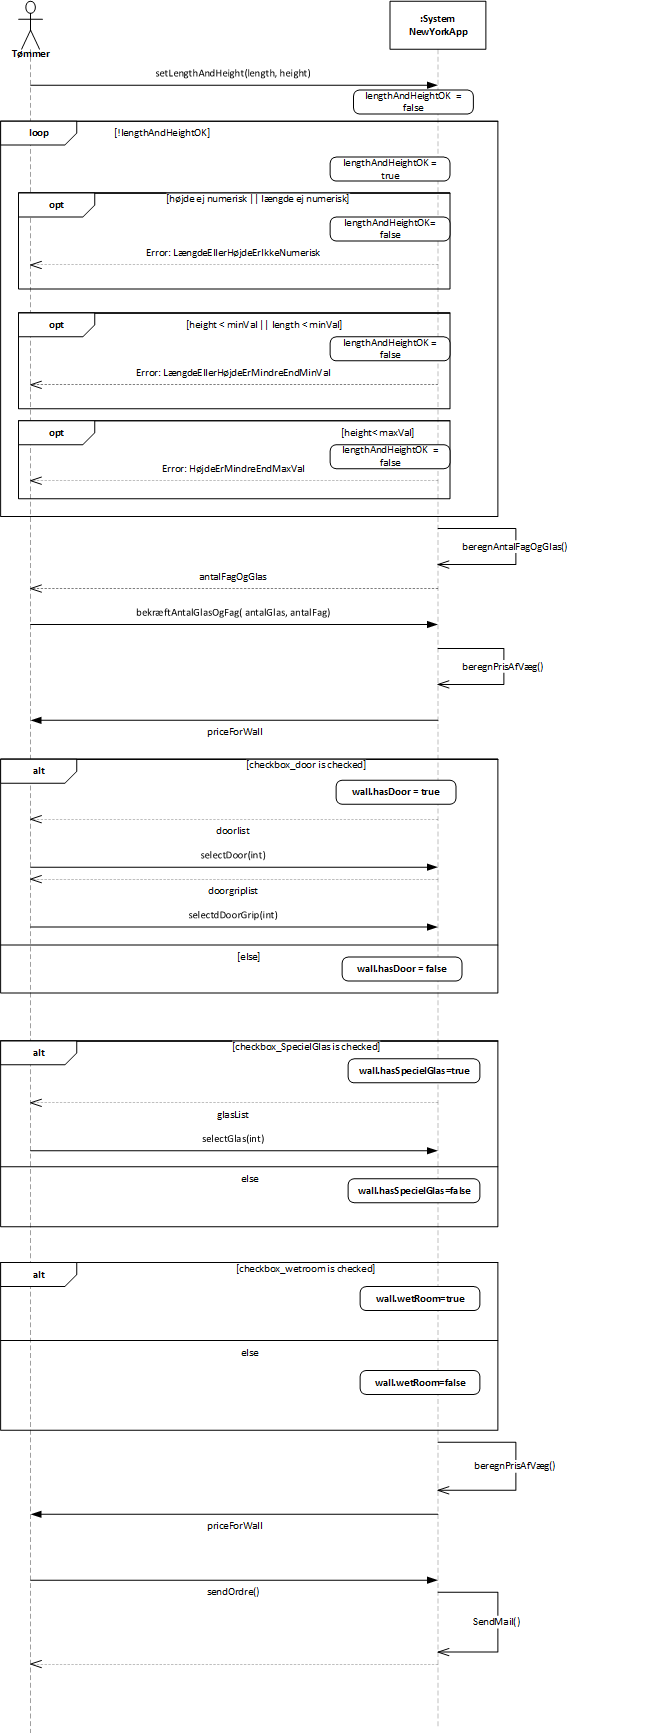 :System
NewYorkApp
Tømmer
setLengthAndHeight(length, height)
lengthAndHeightOK =
false
loop
[!lengthAndHeightOK]
lengthAndHeightOK =
true
opt
[højde ej numerisk || længde ej numerisk]
lengthAndHeightOK=
false
Error: LængdeEllerHøjdeErIkkeNumerisk
opt
[height < minVal || length < minVal]
lengthAndHeightOK =
false
Error: LængdeEllerHøjdeErMindreEndMinVal
opt
[height< maxVal]
lengthAndHeightOK =
false
Error: HøjdeErMindreEndMaxVal
beregnAntalFagOgGlas()
antalFagOgGlas
bekræftAntalGlasOgFag( antalGlas, antalFag)
beregnPrisAfVæg()
priceForWall
alt
[checkbox_door is checked]
wall.hasDoor = true
doorlist
selectDoor(int)
doorgriplist
selectdDoorGrip(int)
[else]
wall.hasDoor = false
alt
[checkbox_SpecielGlas is checked]
wall.hasSpecielGlas=true
glasList
selectGlas(int)
else
wall.hasSpecielGlas=false
alt
[checkbox_wetroom is checked]
wall.wetRoom=true
else
wall.wetRoom=false
beregnPrisAfVæg()
priceForWall
sendOrdre()
SendMail()